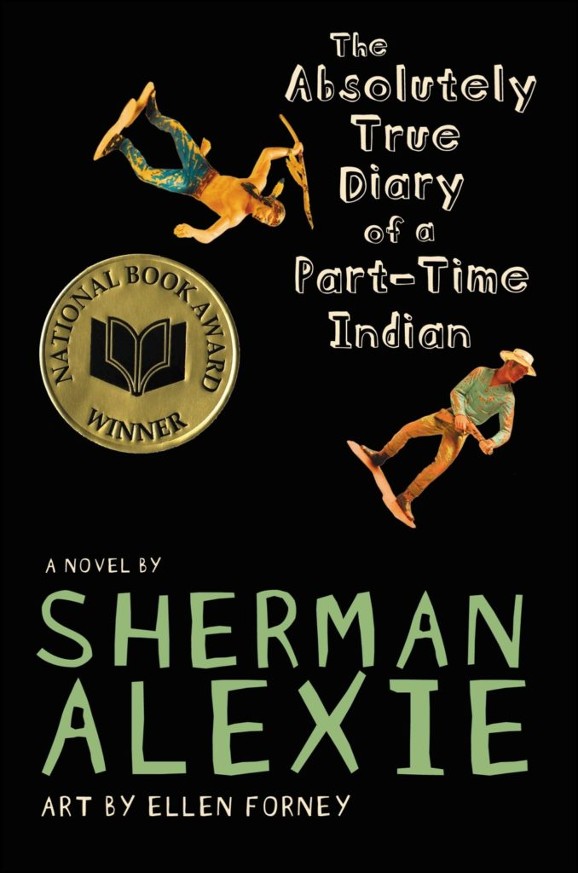 The
Absolutely
True
Diary
of a
Part-Time
Indian
NATIONAL BOOK AWARD
WINNER
A NOVEL BY
SHERMAN
ALEXIE
ART BY ELLEN FORNEY